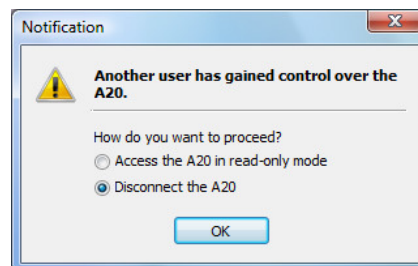 Notification
Another user has gained control over the
A20.
How do you want to proceed?
Access the A20 in read-only mode
Disconnect the A20
OK